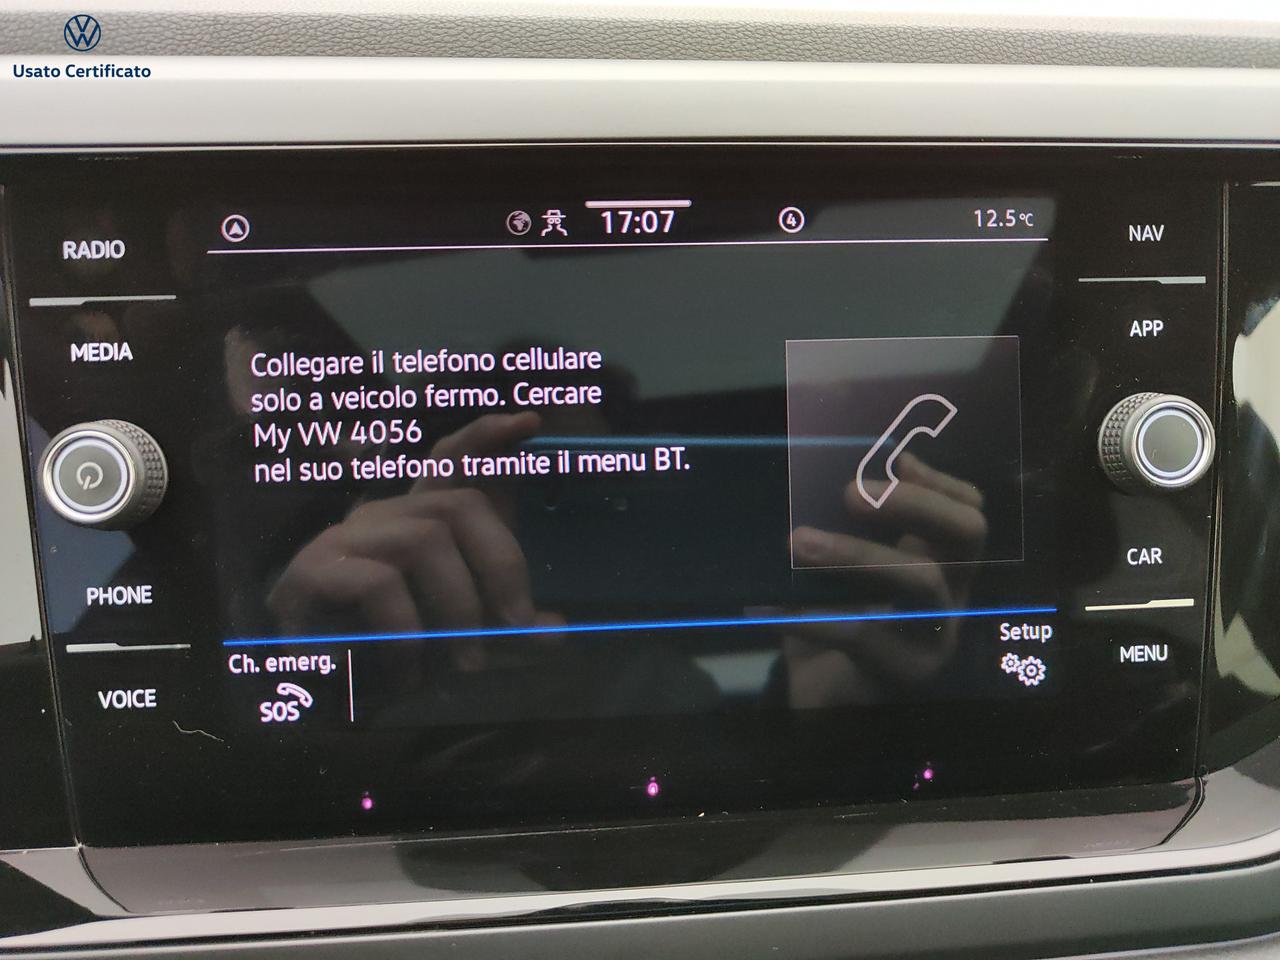 Usato Certificato
17:07
4
12.5°C
RADIO
MEDIA
PHONE
VOICE
Collegare il telefono cellulare
solo a veicolo fermo. Cercare
My VW 4056
nel suo telefono tramite il menu BT.
Ch. emerg.
SOS
Setup
NAV
APP
CAR
MENU